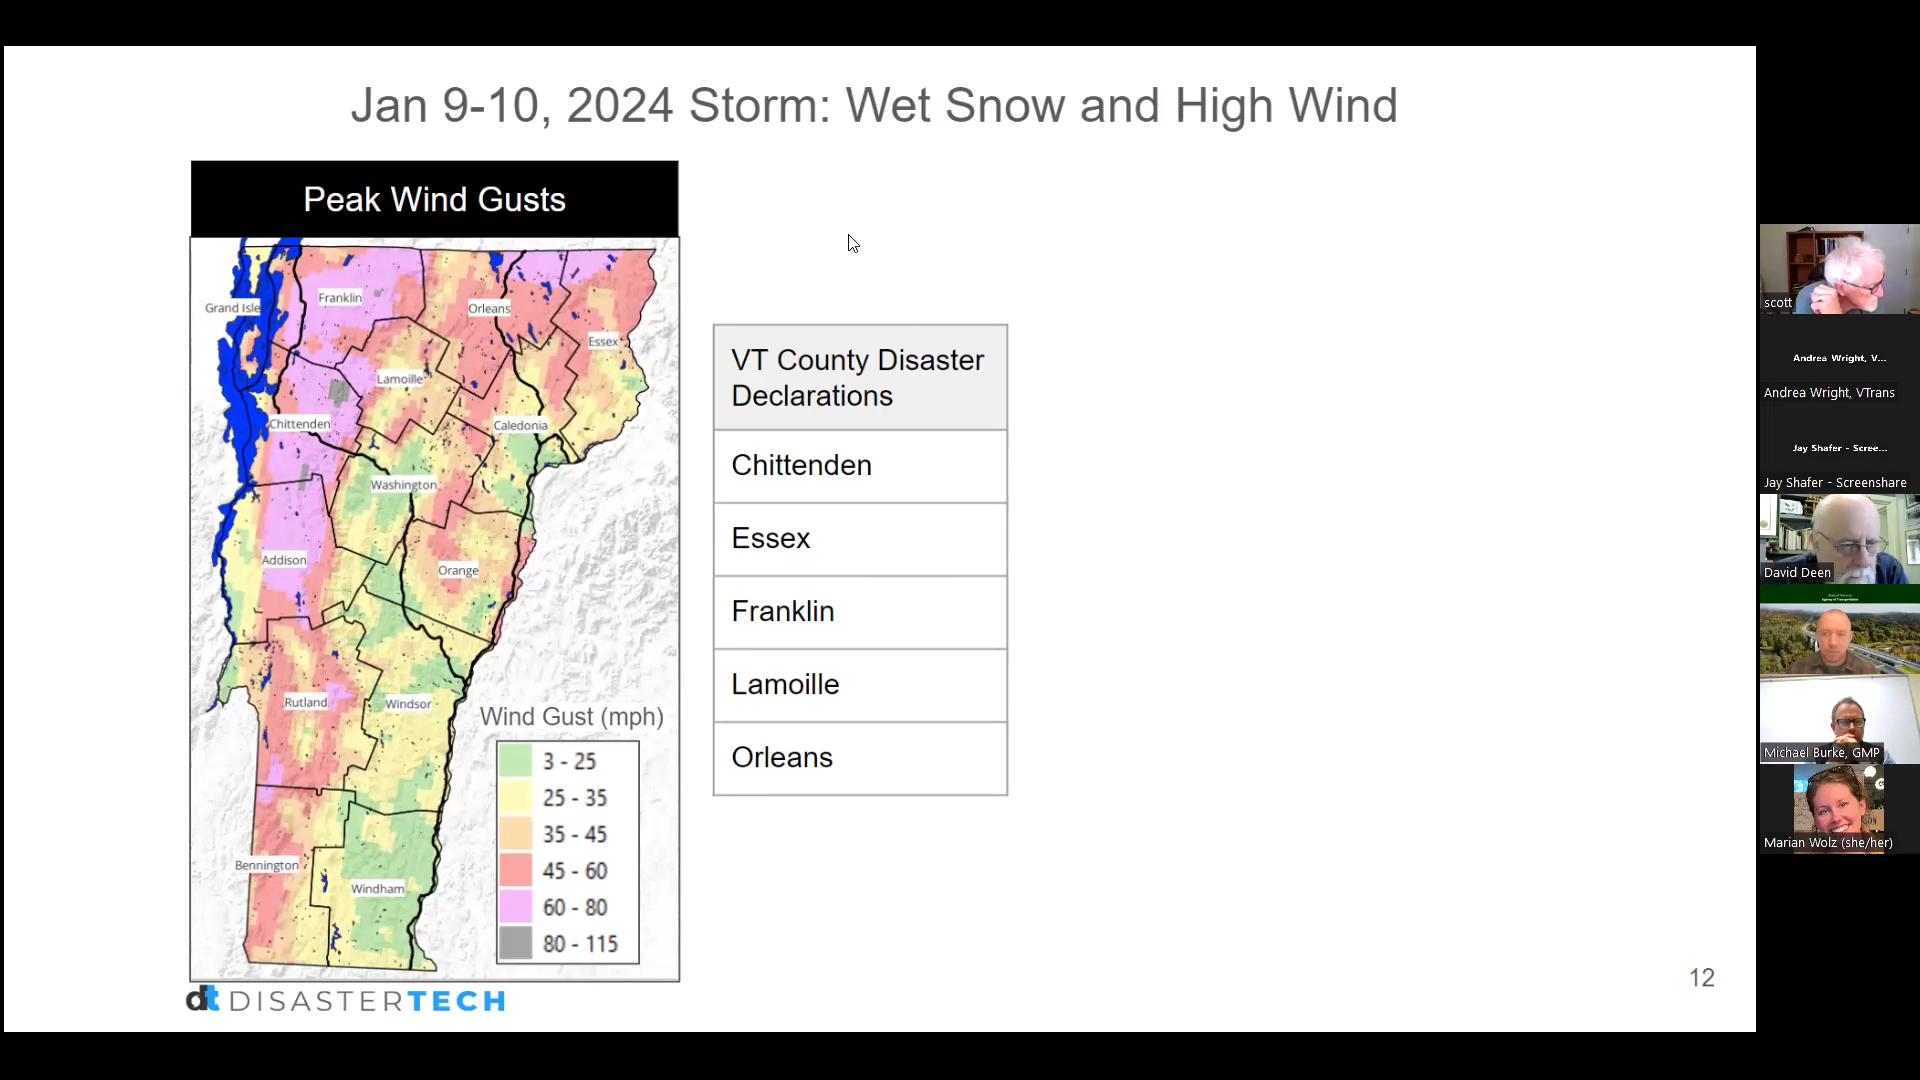 Jan 9-10, 2024 Storm: Wet Snow and High Wind
Peak Wind Gusts
Grand Isle
Franklin
Orleans
Essex
Lamoille
Chittenden
Caledonia
Washington
Addison
Orange
Rutland
Windsor
Bennington
Windham
Wind Gust (mph)
3 - 25
25 - 35
35 - 45
45 - 60
60 - 80
80 - 115
VT County Disaster
Declarations
Chittenden
Essex
Franklin
Lamoille
Orleans
dt DISASTERTECH
12
scott
Andrea Wright, V...
Andrea Wright, VTrans
Jay Shafer - Scree...
Jay Shafer - Screenshare
David Deen
Michael Burke, GMP
Marian Wolz (she/her)